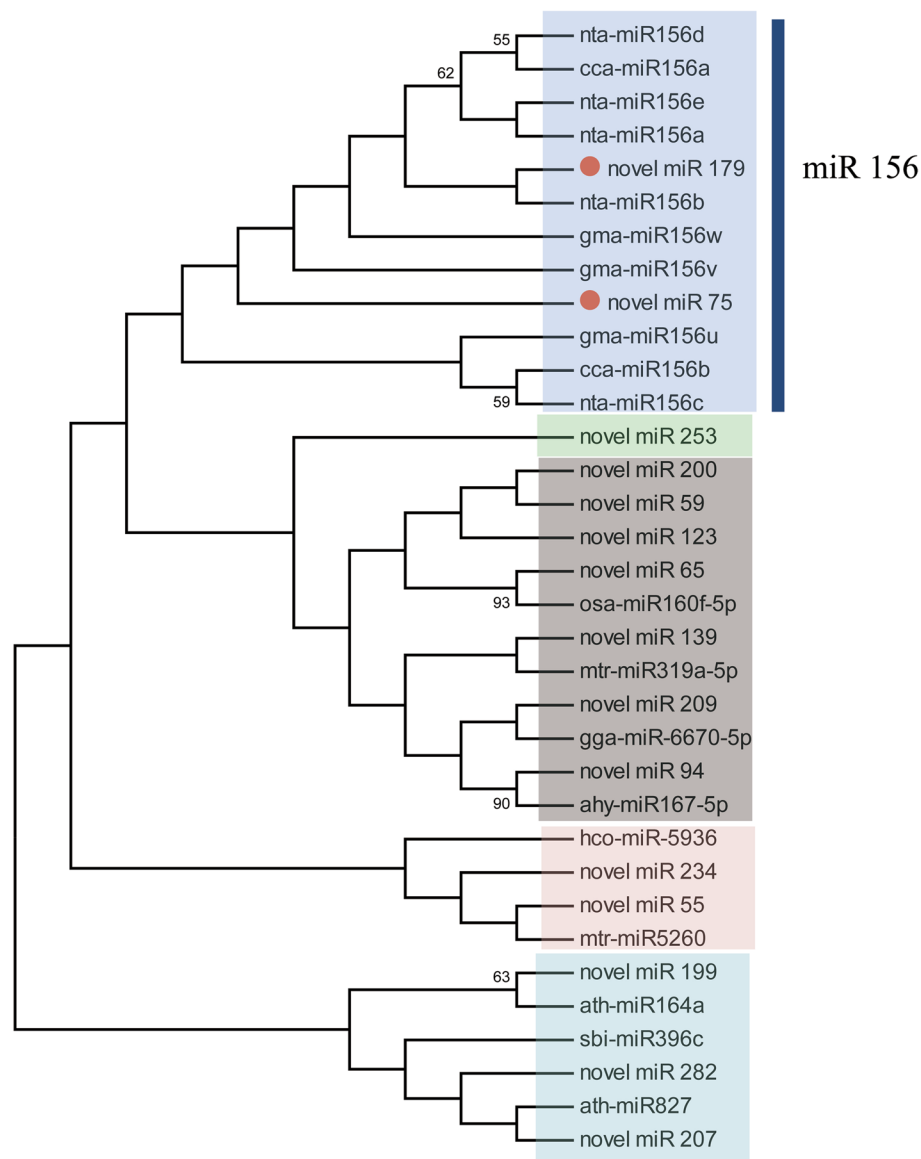 55
nta-miR156d
62
cca-miR156a
nta-miR156e
nta-miR156a
novel miR 179
miR 156
nta-miR156b
gma-miR156w
gma-miR156v
novel miR 75
gma-miR156u
cca-miR156b
59
nta-miR156c
novel miR 253
novel miR 200
novel miR 59
novel miR 123
novel miR 65
93
osa-miR160f-5p
novel miR 139
mtr-miR319a-5p
novel miR 209
gga-miR-6670-5p
novel miR 94
90
ahy-miR167-5p
hco-miR-5936
novel miR 234
novel miR 55
mtr-miR5260
63
novel miR 199
ath-miR164a
sbi-miR396c
novel miR 282
ath-miR827
novel miR 207